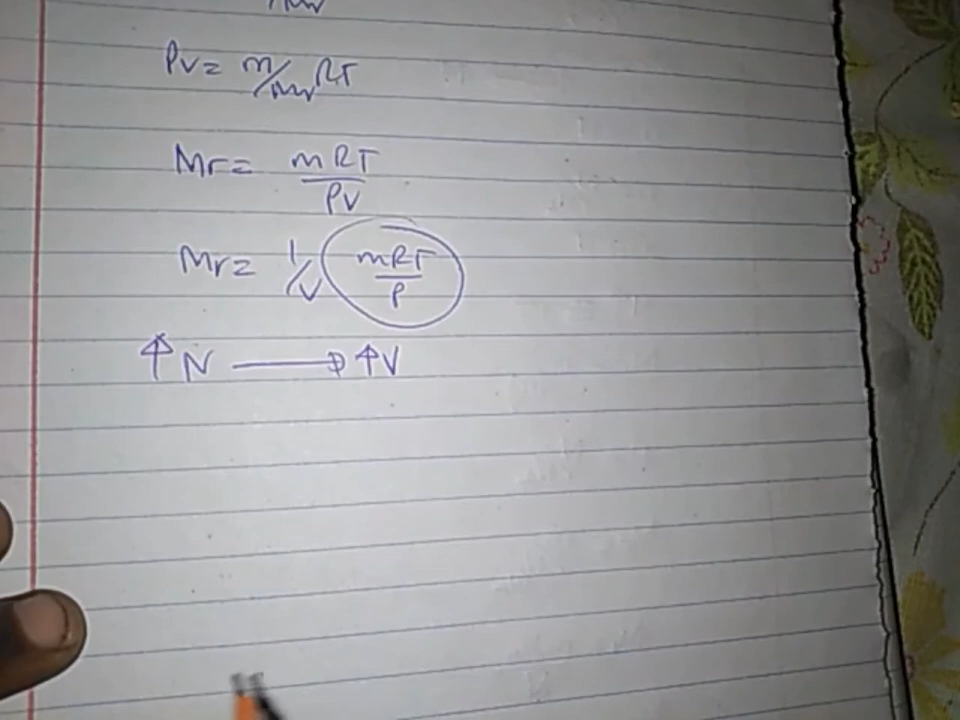 Pv= m/mr RT
Mr= mRT/PV
Mr= 1/V mRT/P
↑N → ↑V